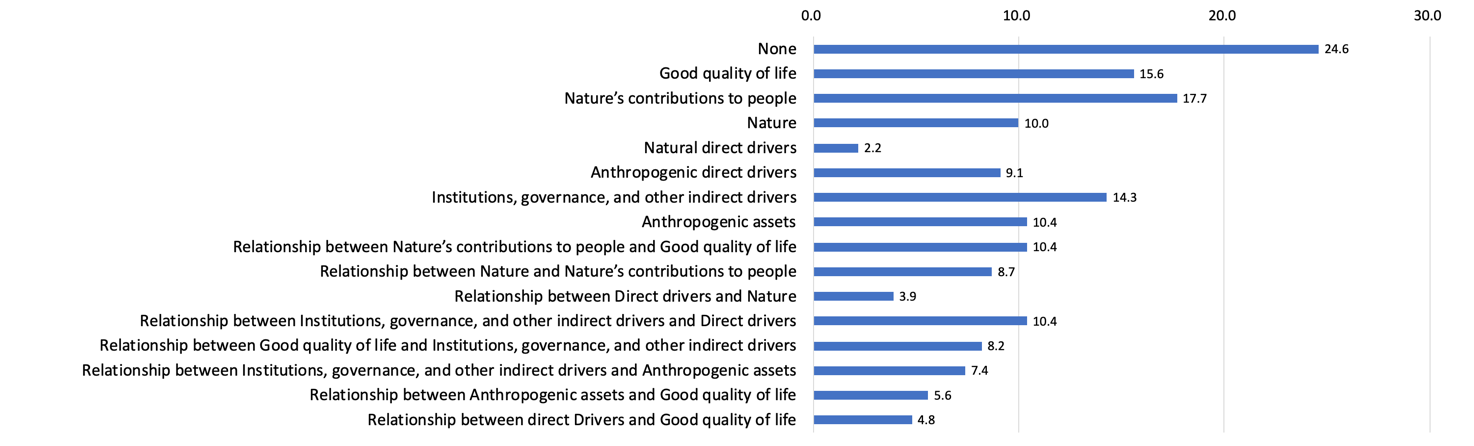 0.0 10.0 20.0 30.0
None 24.6
Good quality of life 15.6
Nature’s contributions to people 17.7
Nature 10.0
Natural direct drivers 2.2
Anthropogenic direct drivers 9.1
Institutions, governance, and other indirect drivers 14.3
Anthropogenic assets 10.4
Relationship between Nature’s contributions to people and Good quality of life 10.4
Relationship between Nature and Nature’s contributions to people 8.7
Relationship between Direct drivers and Nature 3.9
Relationship between Institutions, governance, and other indirect drivers and Direct drivers 10.4
Relationship between Good quality of life and Institutions, governance, and other indirect drivers 8.2
Relationship between Institutions, governance, and other indirect drivers and Anthropogenic assets 7.4
Relationship between Anthropogenic assets and Good quality of life 5.6
Relationship between direct Drivers and Good quality of life 4.8